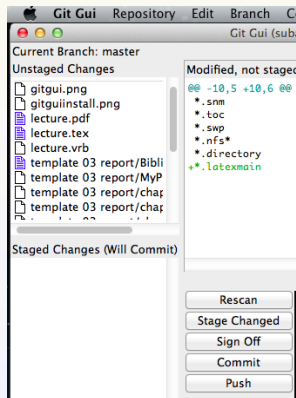 Git Gui Repository Edit Branch
Git Gui (suba
Current Branch: master
Unstaged Changes
gitgui.png
gitguiinstall.png
lecture.pdf
lecture.tex
lecture.vrb
template 03 report/Bibli
template 03 report/MyP
template 03 report/chap
template 03 report/chap
Staged Changes (Will Commit)
Modified, not staged
@@ -10,5 +10,6 @@
*.snm
*.toc
*.swp
*.nfs*
*.directory
+*.latexmain
Rescan
Stage Changed
Sign Off
Commit
Push